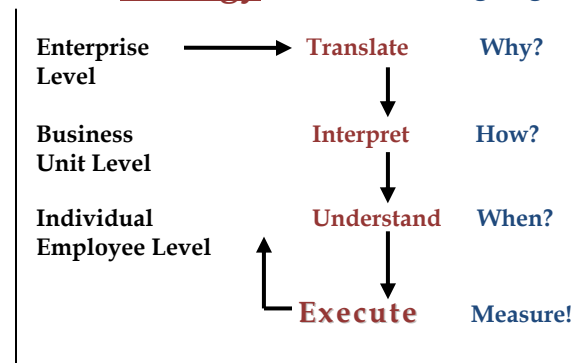 Enterprise Level
Translate
Why?
Business Unit Level
Interpret
How?
Individual Employee Level
Understand
When?
Execute
Measure!